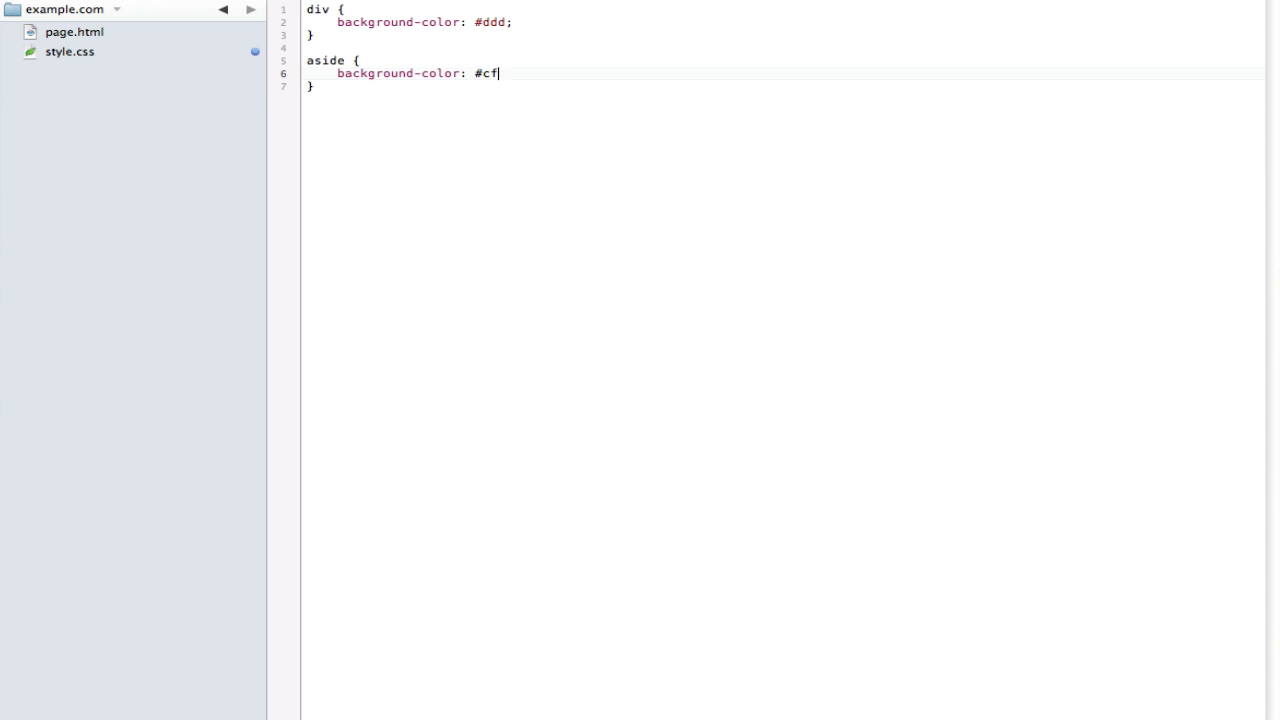 example.com
page.html
style.css
1 div {
2 background-color: #ddd;
3 }
4
5 aside {
6 background-color: #cf
7 }